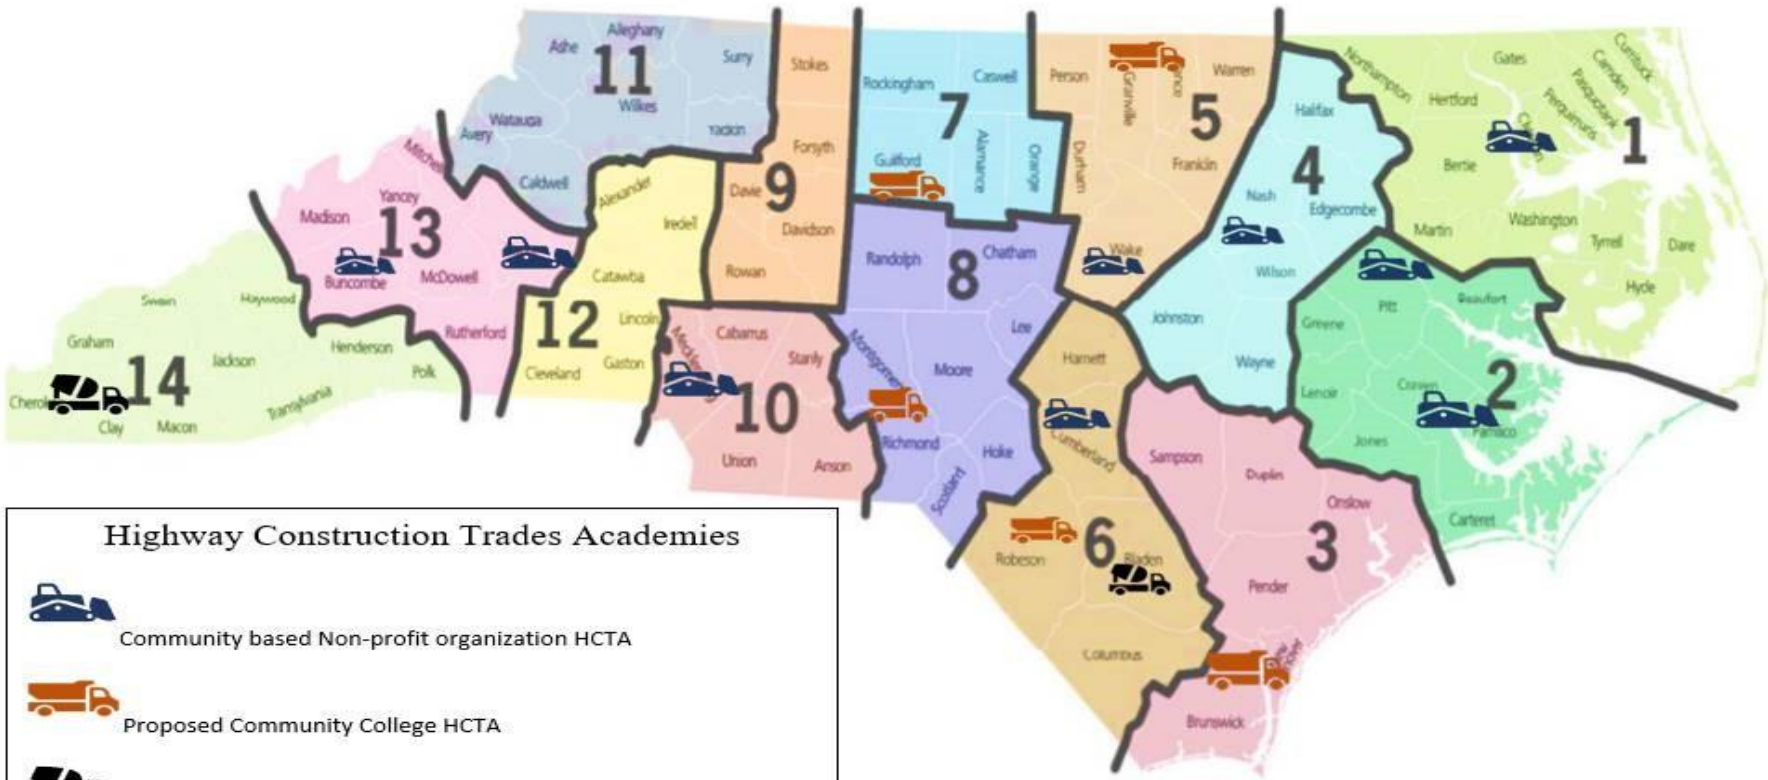 Alleghany
Ashe
11
Surry
Wilkes
Watauga
Avery
Yadkin
Caldwell
Stokes
Forsyth
9
Davie
Davidson
Rowan
Rockingham
Caswell
7
Guilford
Alamance
Orange
Person
Granville
Warren
5
Durham
Franklin
Wake
Halifax
4
Nash
Edgecombe
Wilson
Johnston
Wayne
Northampton
Gates
Currituck
Camden
Pasquotank
Perquimans
Hertford
Bertie
1
Martin
Washington
Tyrrell
Dare
Hyde
Mitchell
Yancey
Madison
13
Buncombe
McDowell
Rutherford
Alexander
Iredell
Catawba
12
Lincoln
Gaston
Cleveland
Randolph
Chatham
8
Lee
Montgomery
Moore
Richmond
Hoke
Scotland
Cabarrus
Stanly
10
Union
Anson
Swain
Haywood
Graham
14
Jackson
Henderson
Polk
Transylvania
Clay
Macon
Harnett
Cumberland
Robeson
6
Bladen
Columbus
Sampson
Duplin
Onslow
3
Pender
Brunswick
Pitt
Beaufort
Greene
Lenoir
Craven
2
Pamlico
Jones
Carteret
Highway Construction Trades Academies
Community based Non-profit organization HCTA
Proposed Community College HCTA